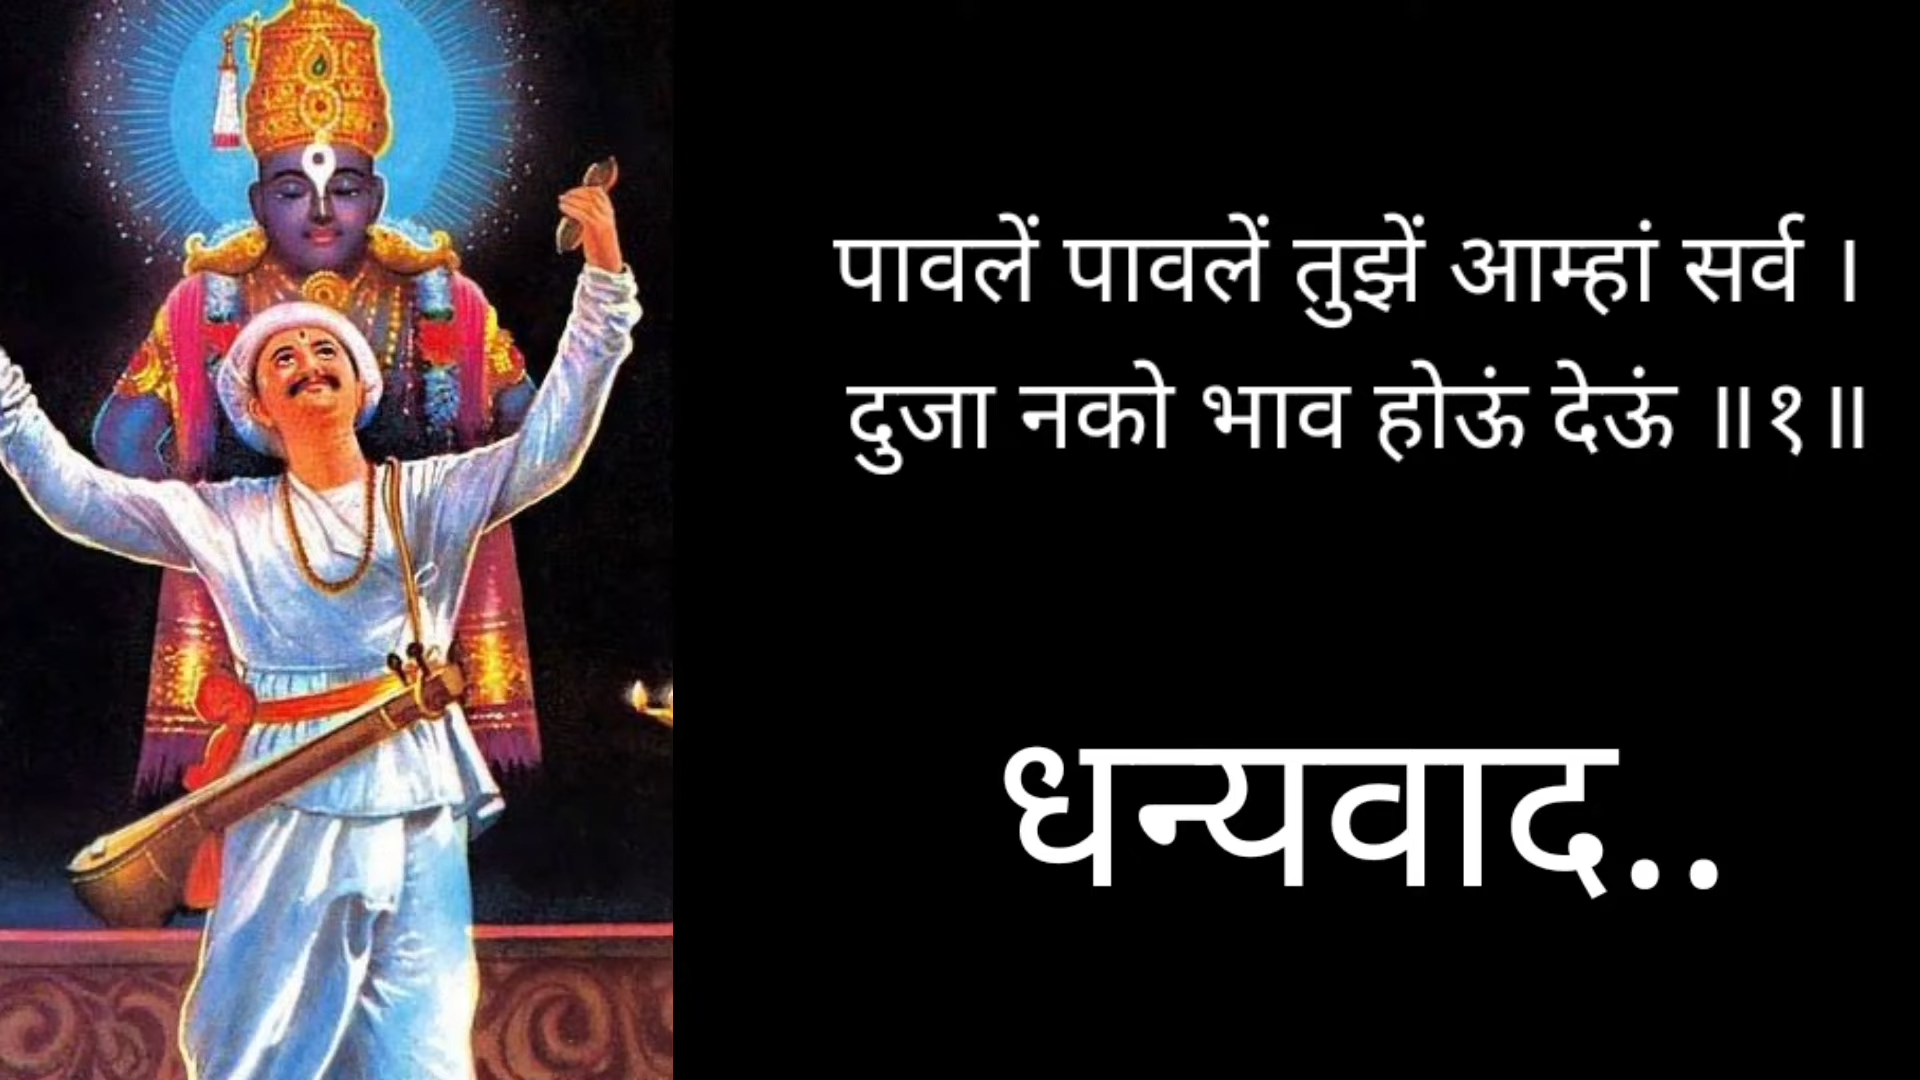 पावलें पावलें तुझें आम्हां सर्व ।
दुजा नको भाव होऊं देऊं ॥१॥
धन्यवाद..